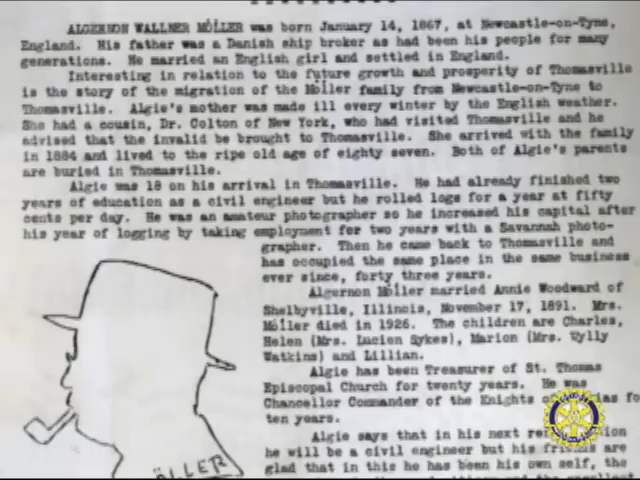 ALGERNON WALLNER MÖLLER was born January 14, 1867, at Newcastle-on-Tyne,
England. His father was a Danish ship broker as had been his people for many
generations. He married an English girl and settled in England.
Interesting in relation to the future growth and prosperity of Thomasville
is the story of the migration of the Möller family from Newcastle-on-Tyne to
Thomasville. Algie's mother was made ill every winter by the English weather.
She had a cousin, Dr. Colton of New York, who had visited Thomasville and he
advised that the invalid be brought to Thomasville. She arrived with the family
in 1884 and lived to the ripe old age of eighty seven. Both of Algie's parents
are buried in Thomasville.
Algie was 18 on his arrival in Thomasville. He had already finished two
years of education as a civil engineer but he rolled logs for a year at fifty
cents per day. He was an amateur photographer so he increased his capital after
his year of logging by taking employment for two years with a Savannah photo-
grapher. Then he came back to Thomasville and
has occupied the same place in the same business
ever since, forty three years.
Algernon Möller married Annie Woodward of
Shelbyville, Illinois, November 17, 1891. Mrs.
Möller died in 1926. The children are Charles,
Helen (Mrs. Lucien Sykes), Marion (Mrs. Wylly
Watkins) and Lillian.
Algie has been Treasurer of St. Thomas
Episcopal Church for twenty years. He was
Chancellor Commander of the Knights of fo
ten years.
Algie says that in his next
he will be a civil engineer but his friends are
glad that in this he has been his own self, the
ÖLLER